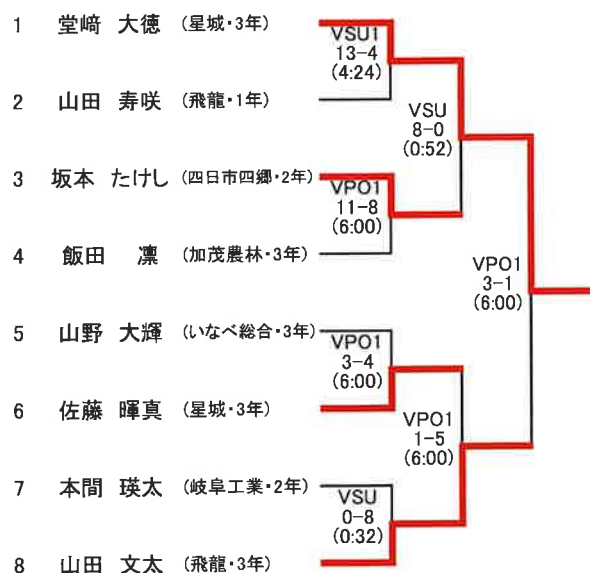 1 堂﨑 大徳 (星城・3年)
VSU1
13-4
(4:24)
2 山田 寿咲 (飛龍・1年)
VSU
8-0
(0:52)
3 坂本 たけし (四日市四郷・2年)
VPO1
11-8
(6:00)
4 飯田 凛 (加茂農林・3年)
VPO1
3-1
(6:00)
5 山野 大輝 (いなべ総合・3年)
VPO1
3-4
(6:00)
6 佐藤 暉真 (星城・3年)
VPO1
1-5
(6:00)
7 本間 瑛太 (岐阜工業・2年)
VSU
0-8
(0:32)
8 山田 文太 (飛龍・3年)